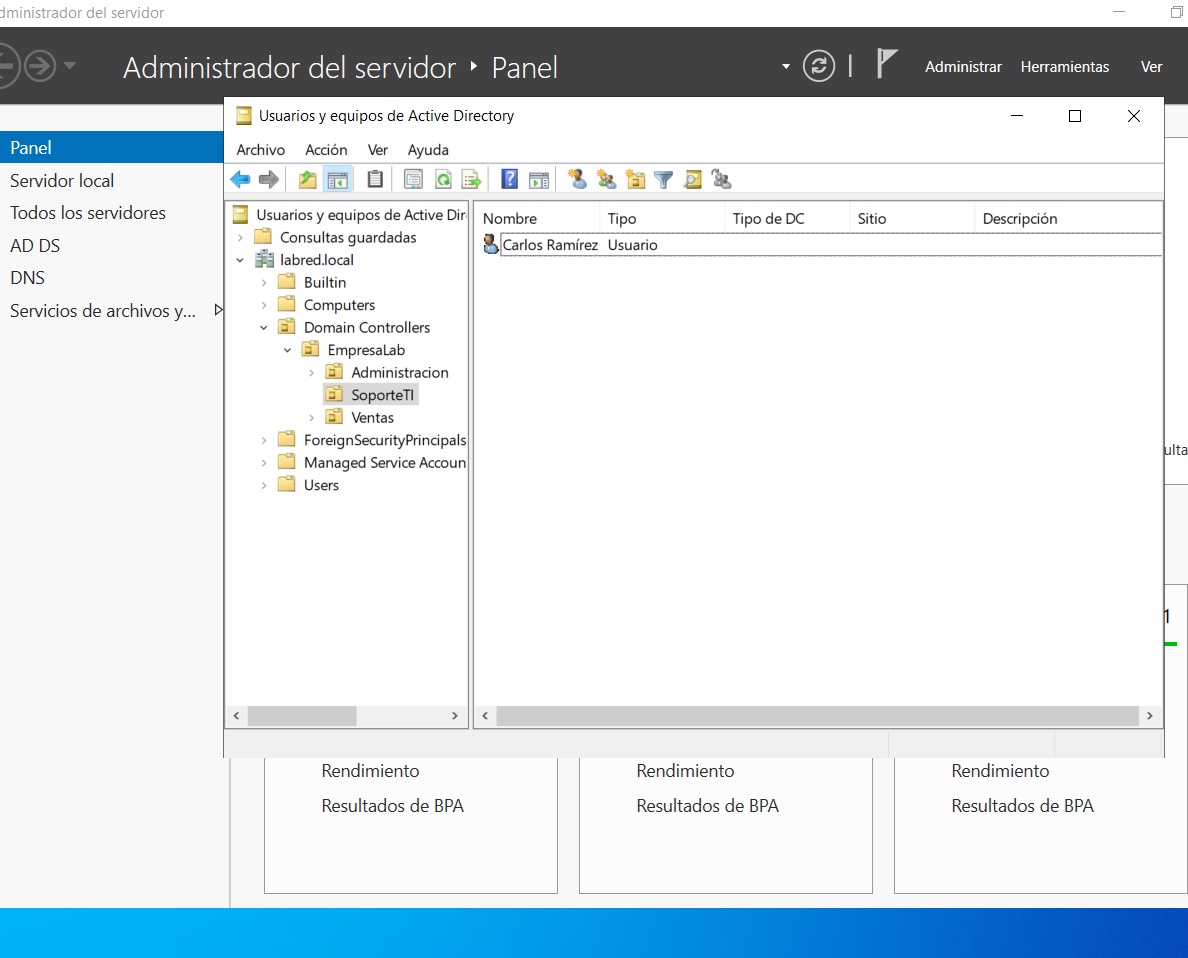 dministrador del servidor
Administrador del servidor ‣ Panel
Administrar Herramientas Ver
Usuarios y equipos de Active Directory
Archivo Acción Ver Ayuda
Panel
Servidor local
Todos los servidores
AD DS
DNS
Servicios de archivos y...
Usuarios y equipos de Active Dir
Consultas guardadas
labred.local
Builtin
Computers
Domain Controllers
EmpresaLab
Administracion
SoporteTI
Ventas
ForeignSecurityPrincipals
Managed Service Accoun
Users
Nombre Tipo Tipo de DC Sitio Descripción
Carlos Ramírez Usuario
ulta
1
Rendimiento Rendimiento Rendimiento
Resultados de BPA Resultados de BPA Resultados de BPA